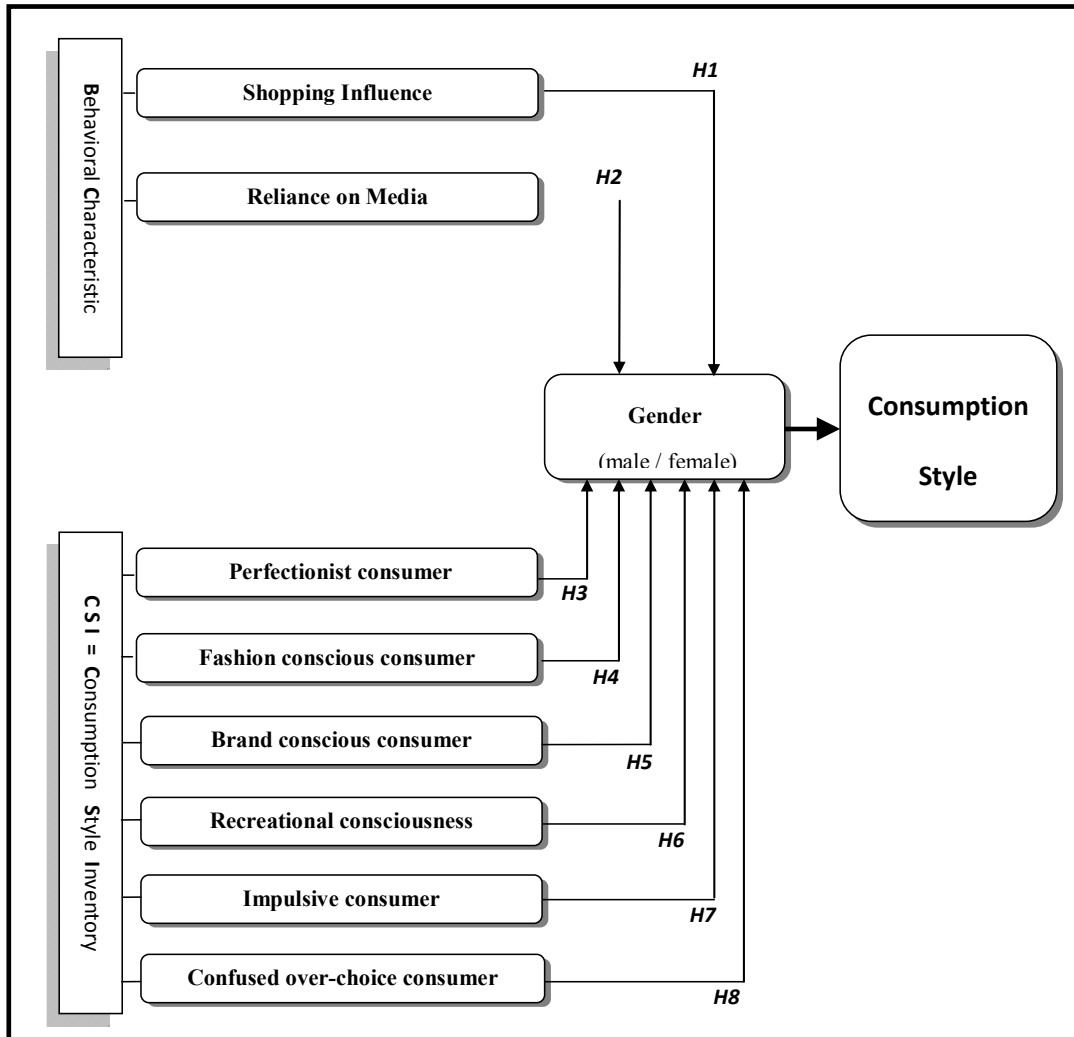 Behavioral Characteristic
Shopping Influence
H1
Reliance on Media
H2
Gender
(male / female)
Consumption
Style
C S I = Consumption Style Inventory
Perfectionist consumer
H3
Fashion conscious consumer
H4
Brand conscious consumer
H5
Recreational consciousness
H6
Impulsive consumer
H7
Confused over-choice consumer
H8